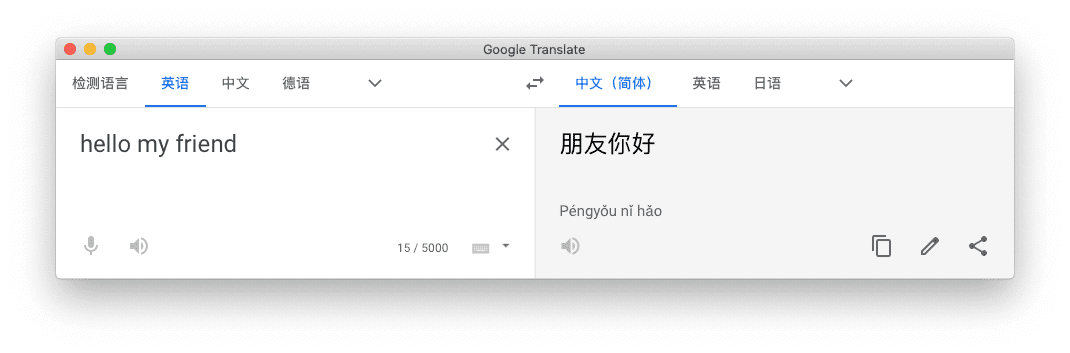 Google Translate
检测语言 英语 中文 德语 中文（简体） 英语 日语
hello my friend
朋友你好
Péngyǒu nǐ hǎo
15 / 5000